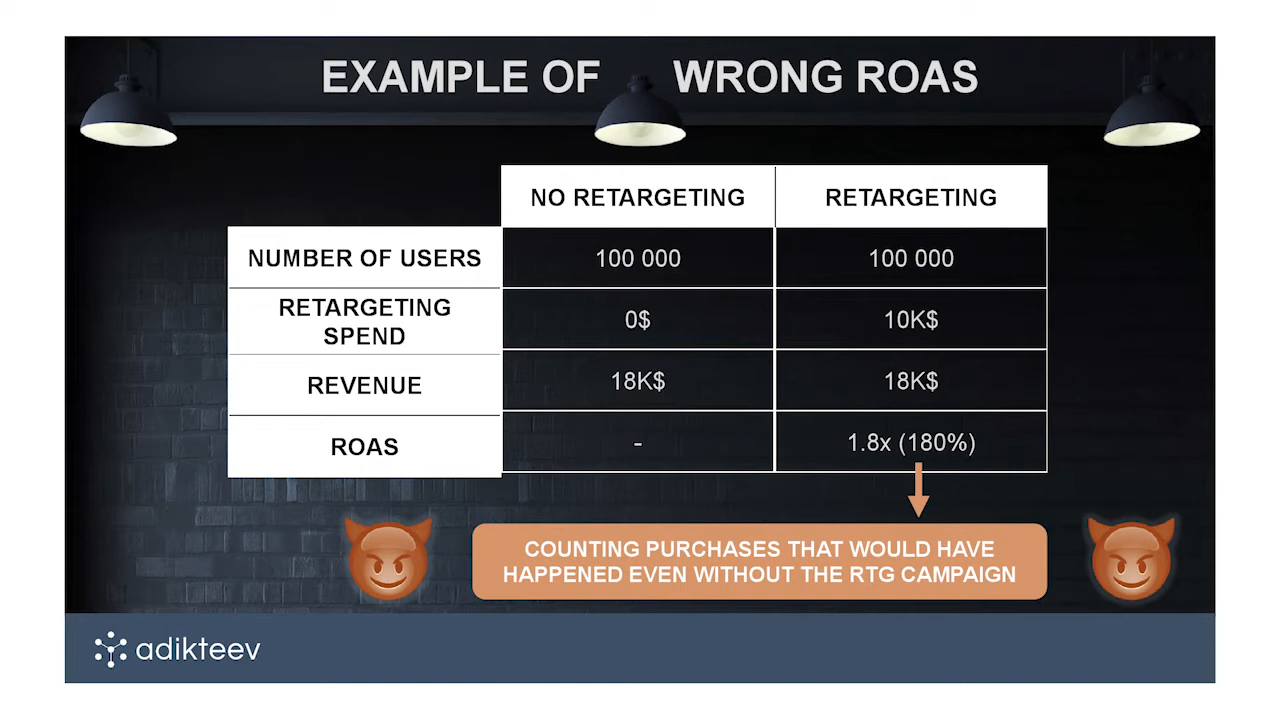 EXAMPLE OF WRONG ROAS
NO RETARGETING RETARGETING
NUMBER OF USERS 100 000 100 000
RETARGETING
SPEND 0$ 10K$
REVENUE 18K$ 18K$
ROAS - 1.8x (180%)
COUNTING PURCHASES THAT WOULD HAVE
HAPPENED EVEN WITHOUT THE RTG CAMPAIGN
adikteev